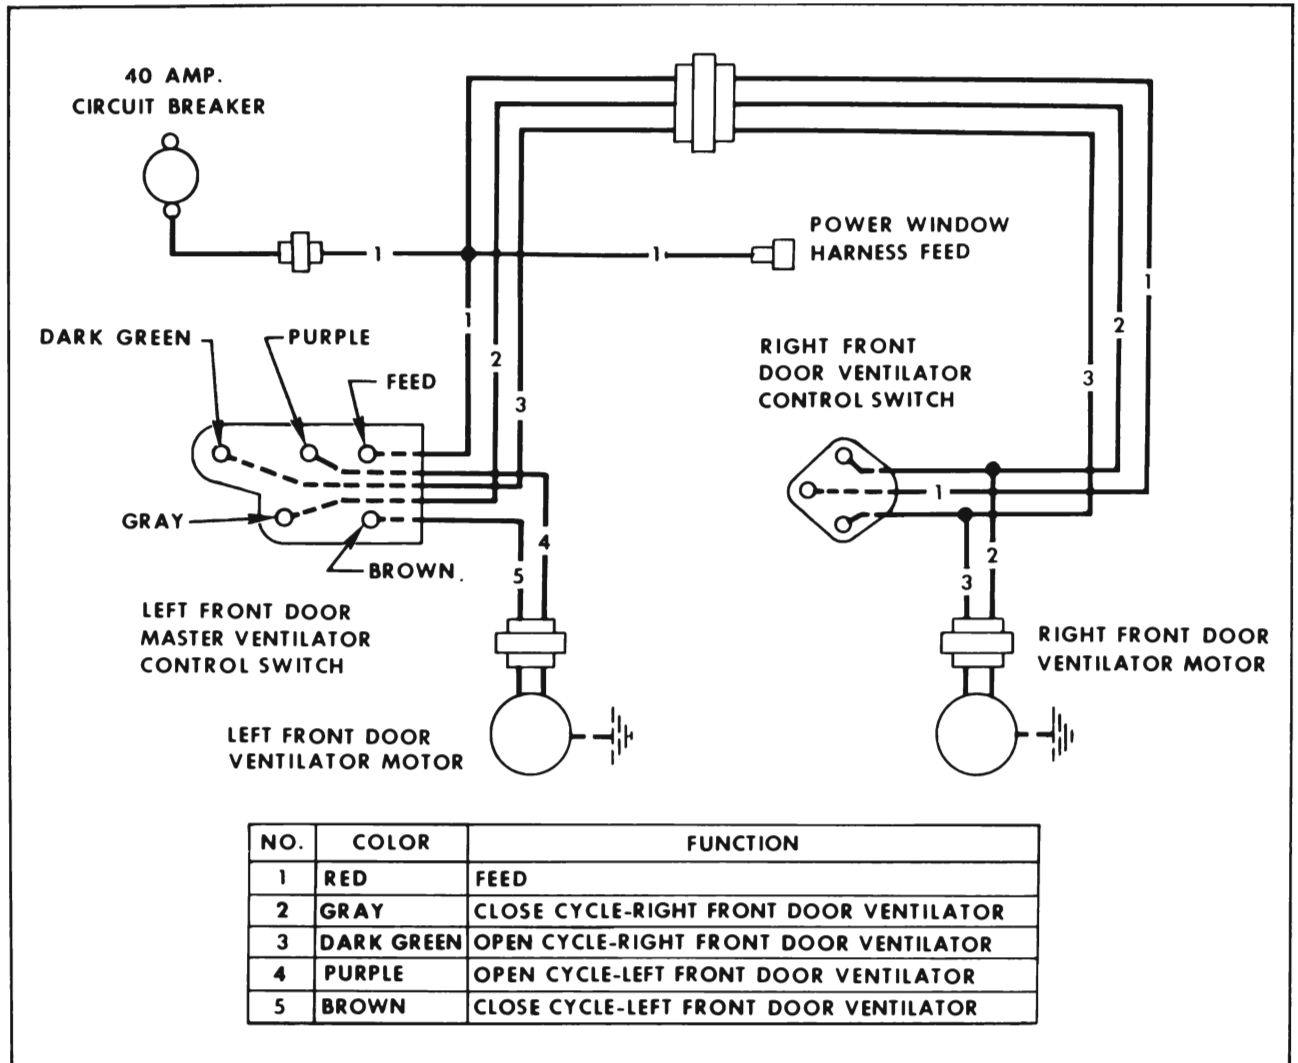 40 AMP.
CIRCUIT BREAKER
1
1
POWER WINDOW
HARNESS FEED
1
1
2
3
2
3
DARK GREEN
PURPLE
FEED
RIGHT FRONT
DOOR VENTILATOR
CONTROL SWITCH
1
GRAY
BROWN.
4
5
2
3
LEFT FRONT DOOR
MASTER VENTILATOR
CONTROL SWITCH
RIGHT FRONT DOOR
VENTILATOR MOTOR
LEFT FRONT DOOR
VENTILATOR MOTOR
NO. COLOR FUNCTION
1 RED FEED
2 GRAY CLOSE CYCLE-RIGHT FRONT DOOR VENTILATOR
3 DARK GREEN OPEN CYCLE-RIGHT FRONT DOOR VENTILATOR
4 PURPLE OPEN CYCLE-LEFT FRONT DOOR VENTILATOR
5 BROWN CLOSE CYCLE-LEFT FRONT DOOR VENTILATOR